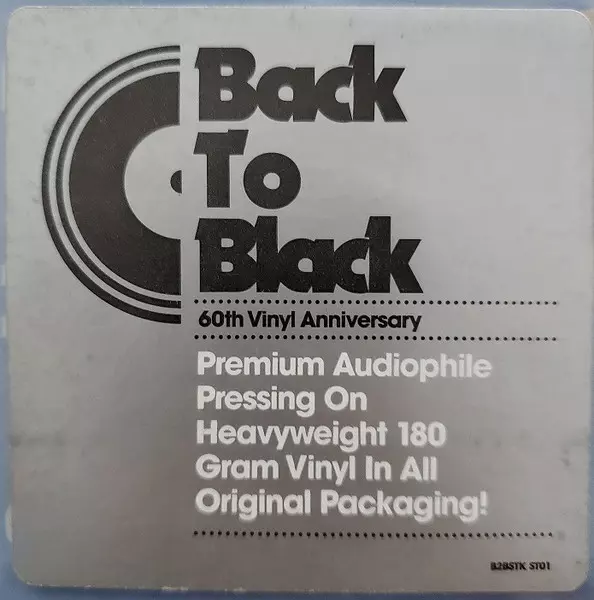 Back
To
Black
60th Vinyl Anniversary
Premium Audiophile
Pressing On
Heavyweight 180
Gram Vinyl In All
Original Packaging!
B2BSTK ST01